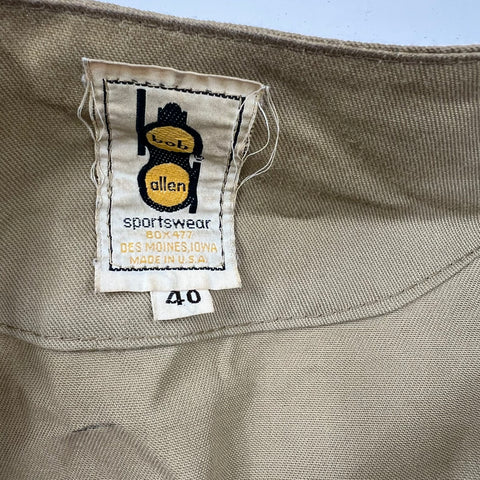 bob
allen
sportswear
BOX 477
DES MOINES, IOWA
MADE IN U.S.A.
40